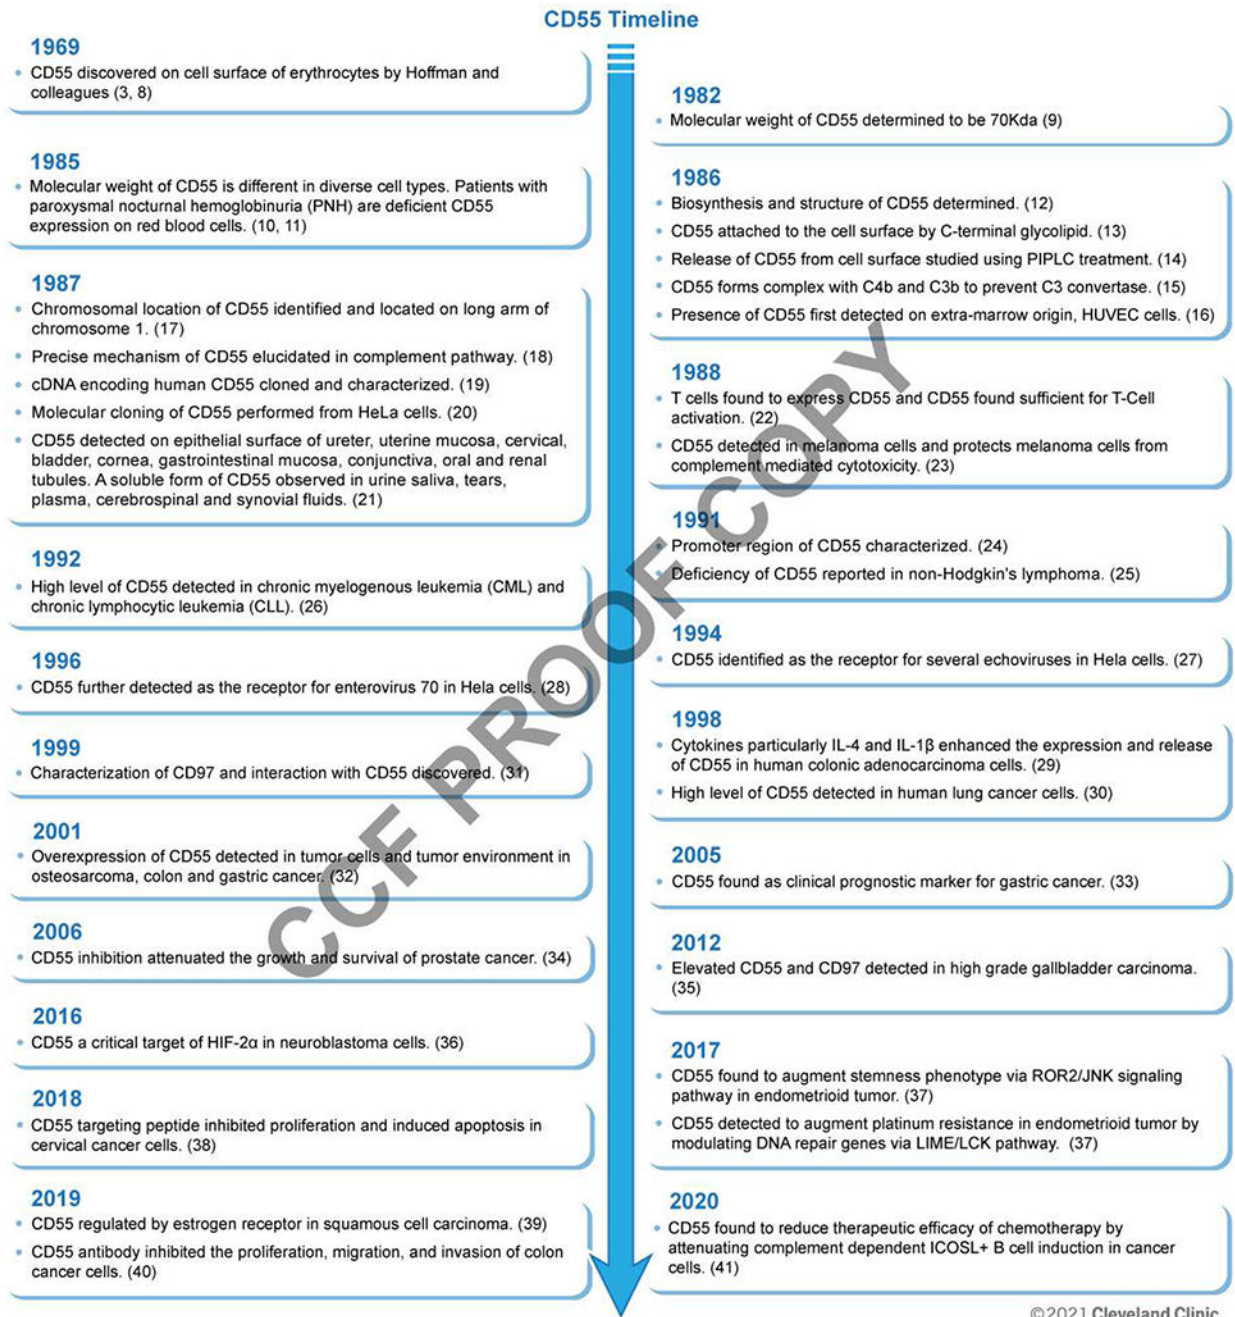 CD55 Timeline
1969
• CD55 discovered on cell surface of erythrocytes by Hoffman and
colleagues (3, 8)
1982
• Molecular weight of CD55 determined to be 70Kda (9)
1985
• Molecular weight of CD55 is different in diverse cell types. Patients with
paroxysmal nocturnal hemoglobinuria (PNH) are deficient CD55
expression on red blood cells. (10, 11)
1986
• Biosynthesis and structure of CD55 determined. (12)
• CD55 attached to the cell surface by C-terminal glycolipid. (13)
• Release of CD55 from cell surface studied using PIPLC treatment. (14)
• CD55 forms complex with C4b and C3b to prevent C3 convertase. (15)
• Presence of CD55 first detected on extra-marrow origin, HUVEC cells. (16)
1987
• Chromosomal location of CD55 identified and located on long arm of
chromosome 1. (17)
• Precise mechanism of CD55 elucidated in complement pathway. (18)
• cDNA encoding human CD55 cloned and characterized. (19)
• Molecular cloning of CD55 performed from HeLa cells. (20)
• CD55 detected on epithelial surface of ureter, uterine mucosa, cervical,
bladder, cornea, gastrointestinal mucosa, conjunctiva, oral and renal
tubules. A soluble form of CD55 observed in urine saliva, tears,
plasma, cerebrospinal and synovial fluids. (21)
1988
• T cells found to express CD55 and CD55 found sufficient for T-Cell
activation. (22)
• CD55 detected in melanoma cells and protects melanoma cells from
complement mediated cytotoxicity. (23)
1991
• Promoter region of CD55 characterized. (24)
• Deficiency of CD55 reported in non-Hodgkin's lymphoma. (25)
1992
• High level of CD55 detected in chronic myelogenous leukemia (CML) and
chronic lymphocytic leukemia (CLL). (26)
1994
• CD55 identified as the receptor for several echoviruses in Hela cells. (27)
1996
• CD55 further detected as the receptor for enterovirus 70 in Hela cells. (28)
1998
• Cytokines particularly IL-4 and IL-1β enhanced the expression and release
of CD55 in human colonic adenocarcinoma cells. (29)
• High level of CD55 detected in human lung cancer cells. (30)
1999
• Characterization of CD97 and interaction with CD55 discovered. (31)
2001
• Overexpression of CD55 detected in tumor cells and tumor environment in
osteosarcoma, colon and gastric cancer. (32)
2005
• CD55 found as clinical prognostic marker for gastric cancer. (33)
2006
• CD55 inhibition attenuated the growth and survival of prostate cancer. (34)
2012
• Elevated CD55 and CD97 detected in high grade gallbladder carcinoma.
(35)
2016
• CD55 a critical target of HIF-2α in neuroblastoma cells. (36)
2017
• CD55 found to augment stemness phenotype via ROR2/JNK signaling
pathway in endometrioid tumor. (37)
• CD55 detected to augment platinum resistance in endometrioid tumor by
modulating DNA repair genes via LIME/LCK pathway. (37)
2018
• CD55 targeting peptide inhibited proliferation and induced apoptosis in
cervical cancer cells. (38)
2019
• CD55 regulated by estrogen receptor in squamous cell carcinoma. (39)
• CD55 antibody inhibited the proliferation, migration, and invasion of colon
cancer cells. (40)
2020
• CD55 found to reduce therapeutic efficacy of chemotherapy by
attenuating complement dependent ICOSL+ B cell induction in cancer
cells. (41)
CCF PROOF COPY
©2021 Cleveland Clinic